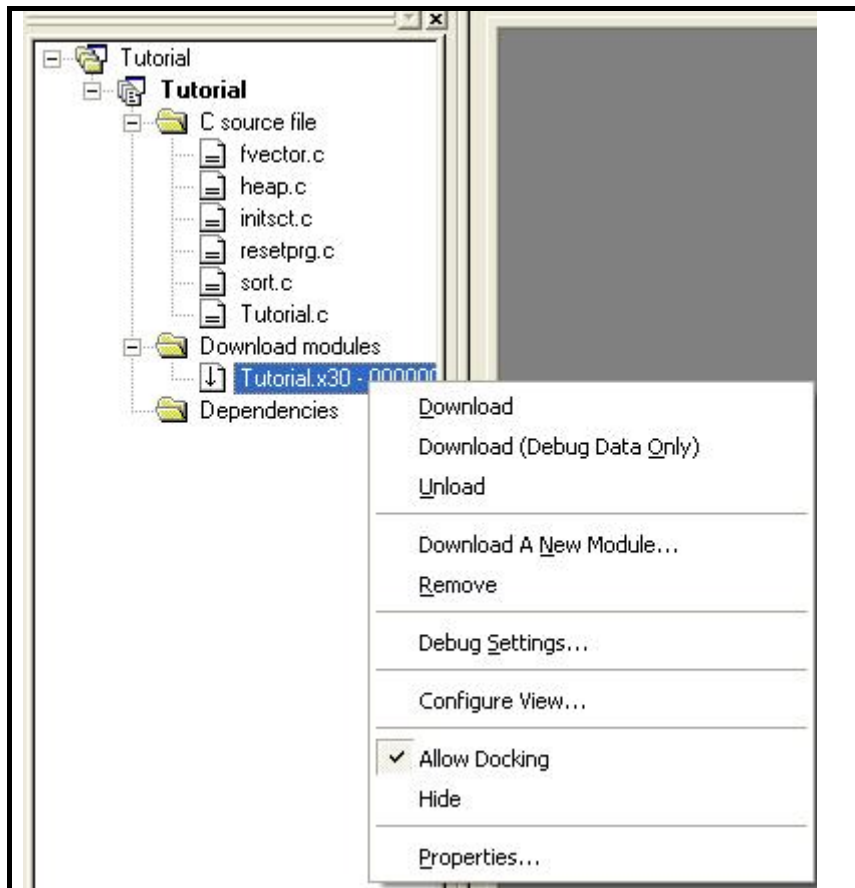 Tutorial
Tutorial
C source file
fvector.c
heap.c
initsct.c
resetprg.c
sort.c
Tutorial.c
Download modules
Tutorial.x30 - 000000
Dependencies
Download
Download (Debug Data Only)
Unload
Download A New Module...
Remove
Debug Settings...
Configure View...
Allow Docking
Hide
Properties...